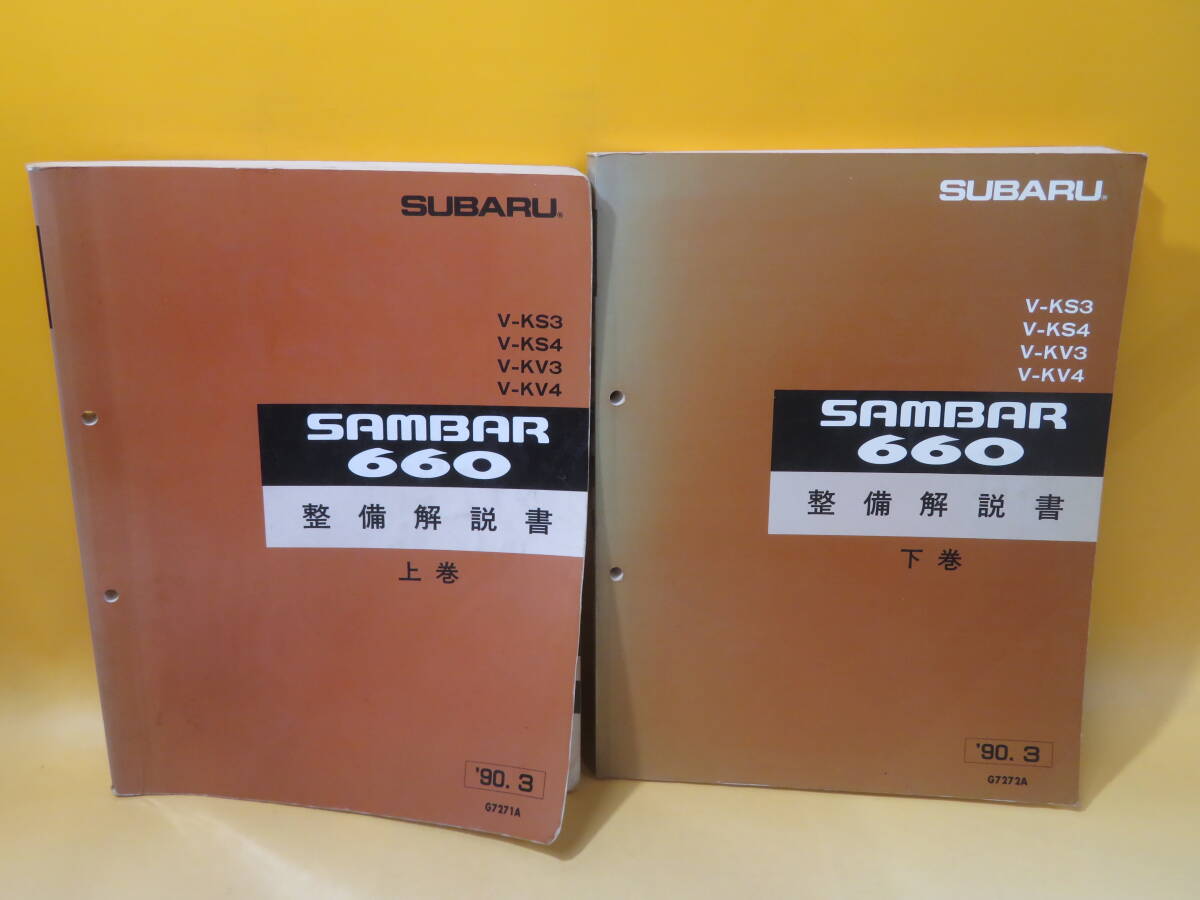 SUBARU®
V-KS3
V-KS4
V-KV3
V-KV4
SAMBAR
660
整備解説書
上巻
'90. 3
G7271A
SUBARU®
V-KS3
V-KS4
V-KV3
V-KV4
SAMBAR
660
整備解説書
下巻
'90. 3
G7272A